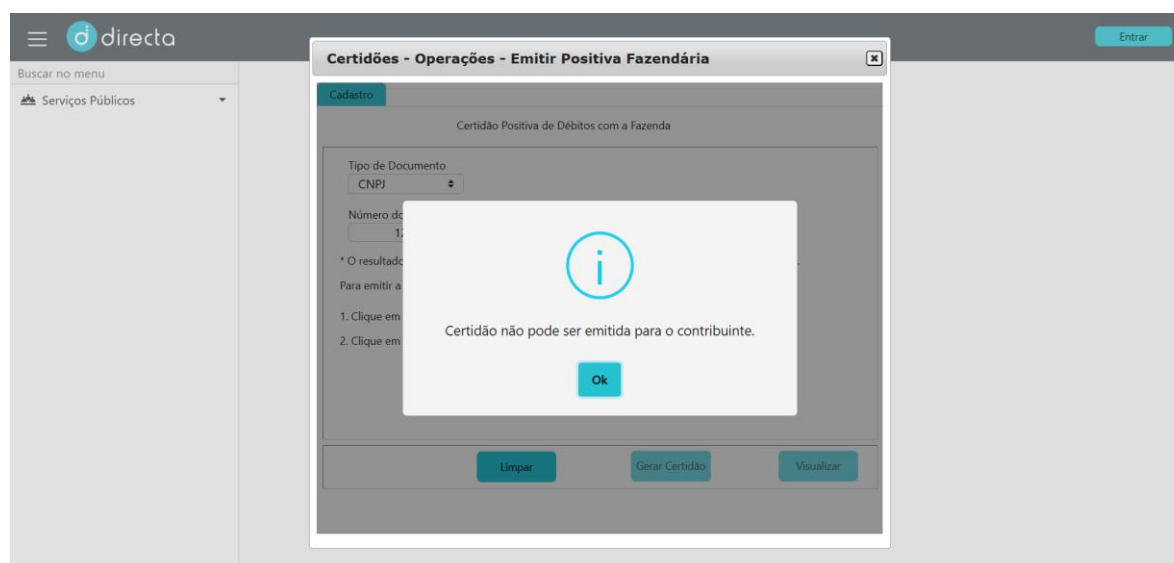 directa
Entrar
Buscar no menu
Serviços Públicos
Certidões - Operações - Emitir Positiva Fazendária
Cadastro
Certidão Positiva de Débitos com a Fazenda
Tipo de Documento
CNPJ
Número do
* O resultado
Para emitir a
1. Clique em
2. Clique em
i
Certidão não pode ser emitida para o contribuinte.
Ok
Limpar
Gerar Certidão
Visualizar